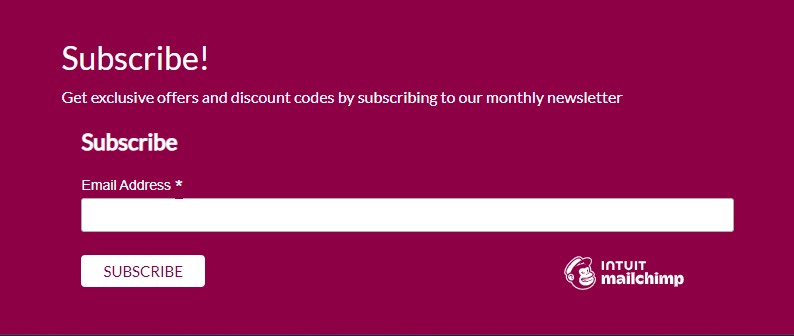 Subscribe!
Get exclusive offers and discount codes by subscribing to our monthly newsletter
Subscribe
Email Address *
SUBSCRIBE
INTUIT
mailchimp